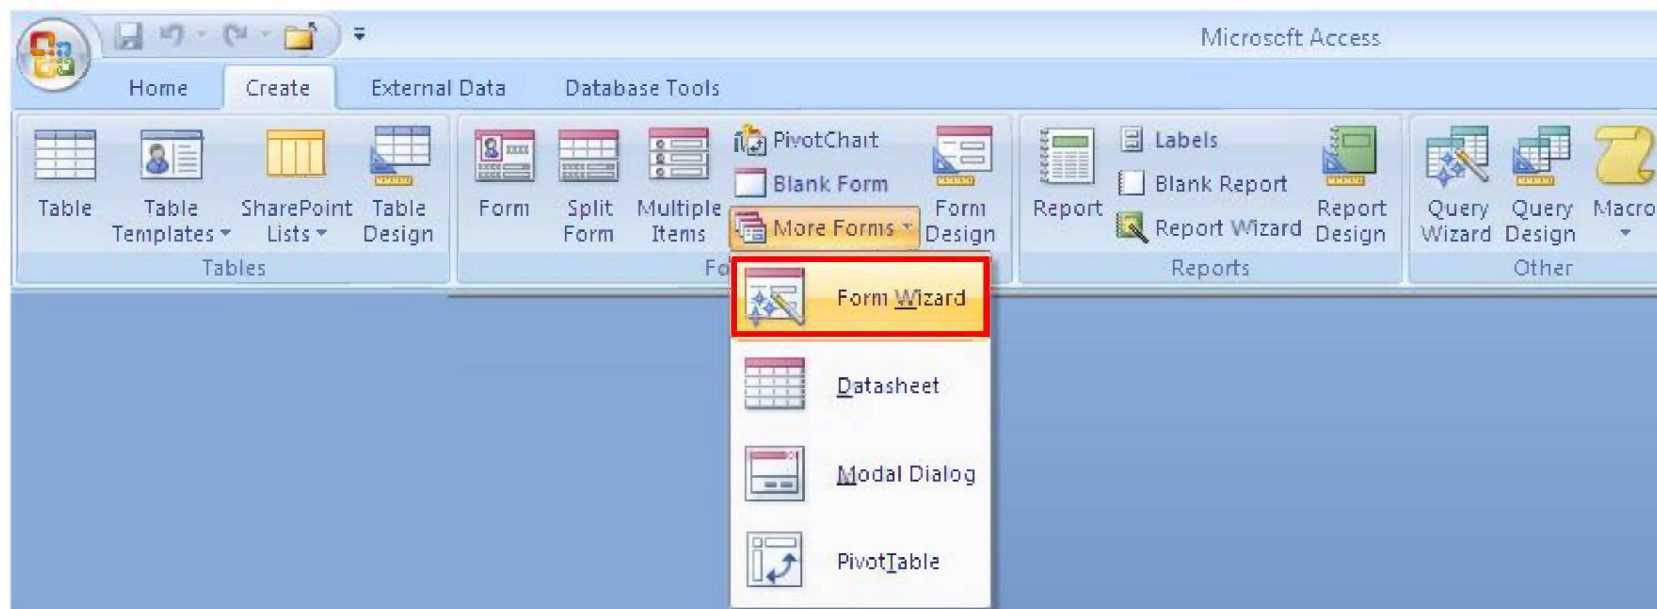 Microsoft Access
Home Create External Data Database Tools
PivotChart Labels
Blank Form Blank Report
More Forms Report Wizard
Table Table Templates SharePoint Lists Table Design Form Split Form Multiple Items Form Design Report Report Design Query Wizard Query Design Macro
Tables Fo Reports Other
Form Wizard
Datasheet
Modal Dialog
PivotTable